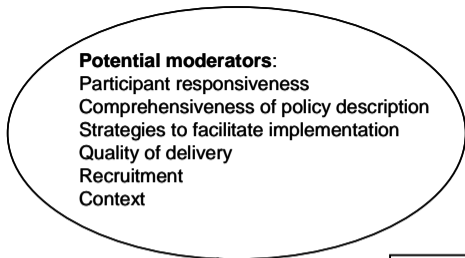 Potential moderators:
Participant responsiveness
Comprehensiveness of policy description
Strategies to facilitate implementation
Quality of delivery
Recruitment
Context